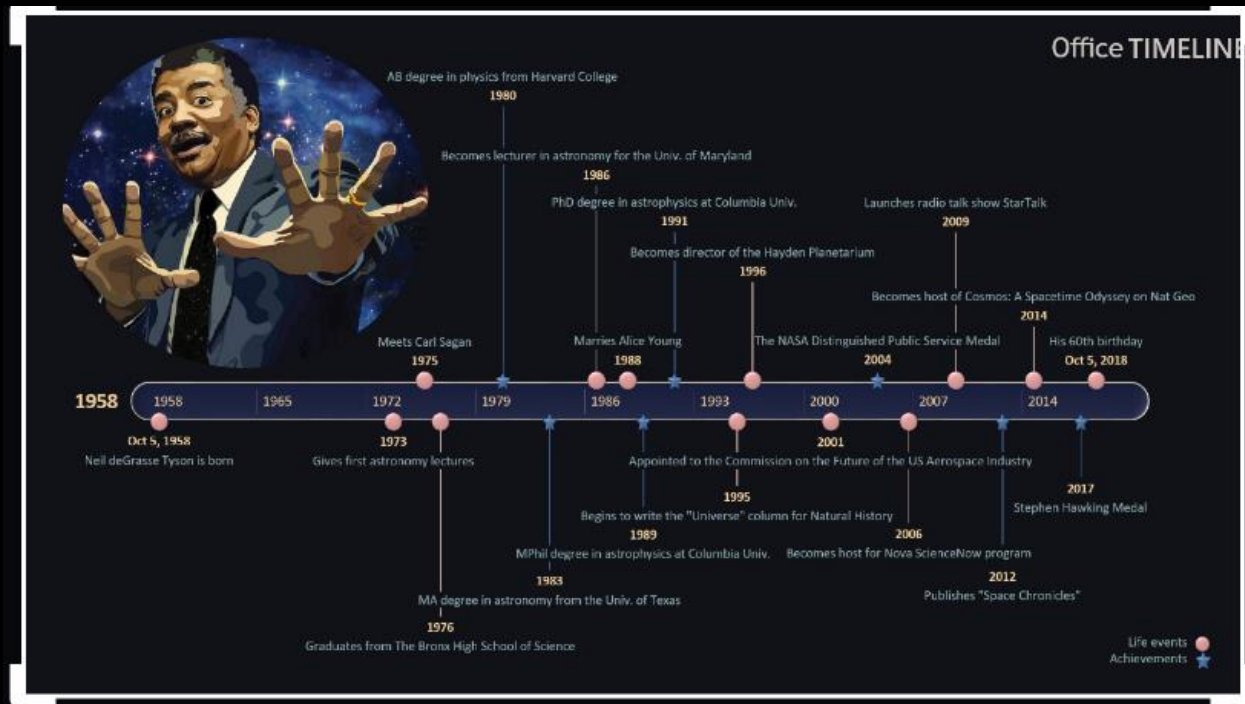 Office TIMELINE
AB degree in physics from Harvard College
1980
Becomes lecturer in astronomy for the Univ. of Maryland
1986
PhD degree in astrophysics at Columbia Univ.
1991
Launches radio talk show StarTalk
2009
Becomes director of the Hayden Planetarium
1996
Becomes host of Cosmos: A Spacetime Odyssey on Nat Geo
2014
Meets Carl Sagan
1975
Marries Alice Young
1988
The NASA Distinguished Public Service Medal
2004
His 60th birthday
Oct 5, 2018
1958
1958 1965 1972 1979 1986 1993 2000 2007 2014
Oct 5, 1958
Neil deGrasse Tyson is born
1973
Gives first astronomy lectures
2001
Appointed to the Commission on the Future of the US Aerospace Industry
1995
Begins to write the "Universe" column for Natural History
2017
Stephen Hawking Medal
1989
MPhil degree in astrophysics at Columbia Univ.
2006
Becomes host for Nova ScienceNow program
1983
MA degree in astronomy from the Univ. of Texas
2012
Publishes "Space Chronicles"
1976
Graduates from The Bronx High School of Science
Life events
Achievements